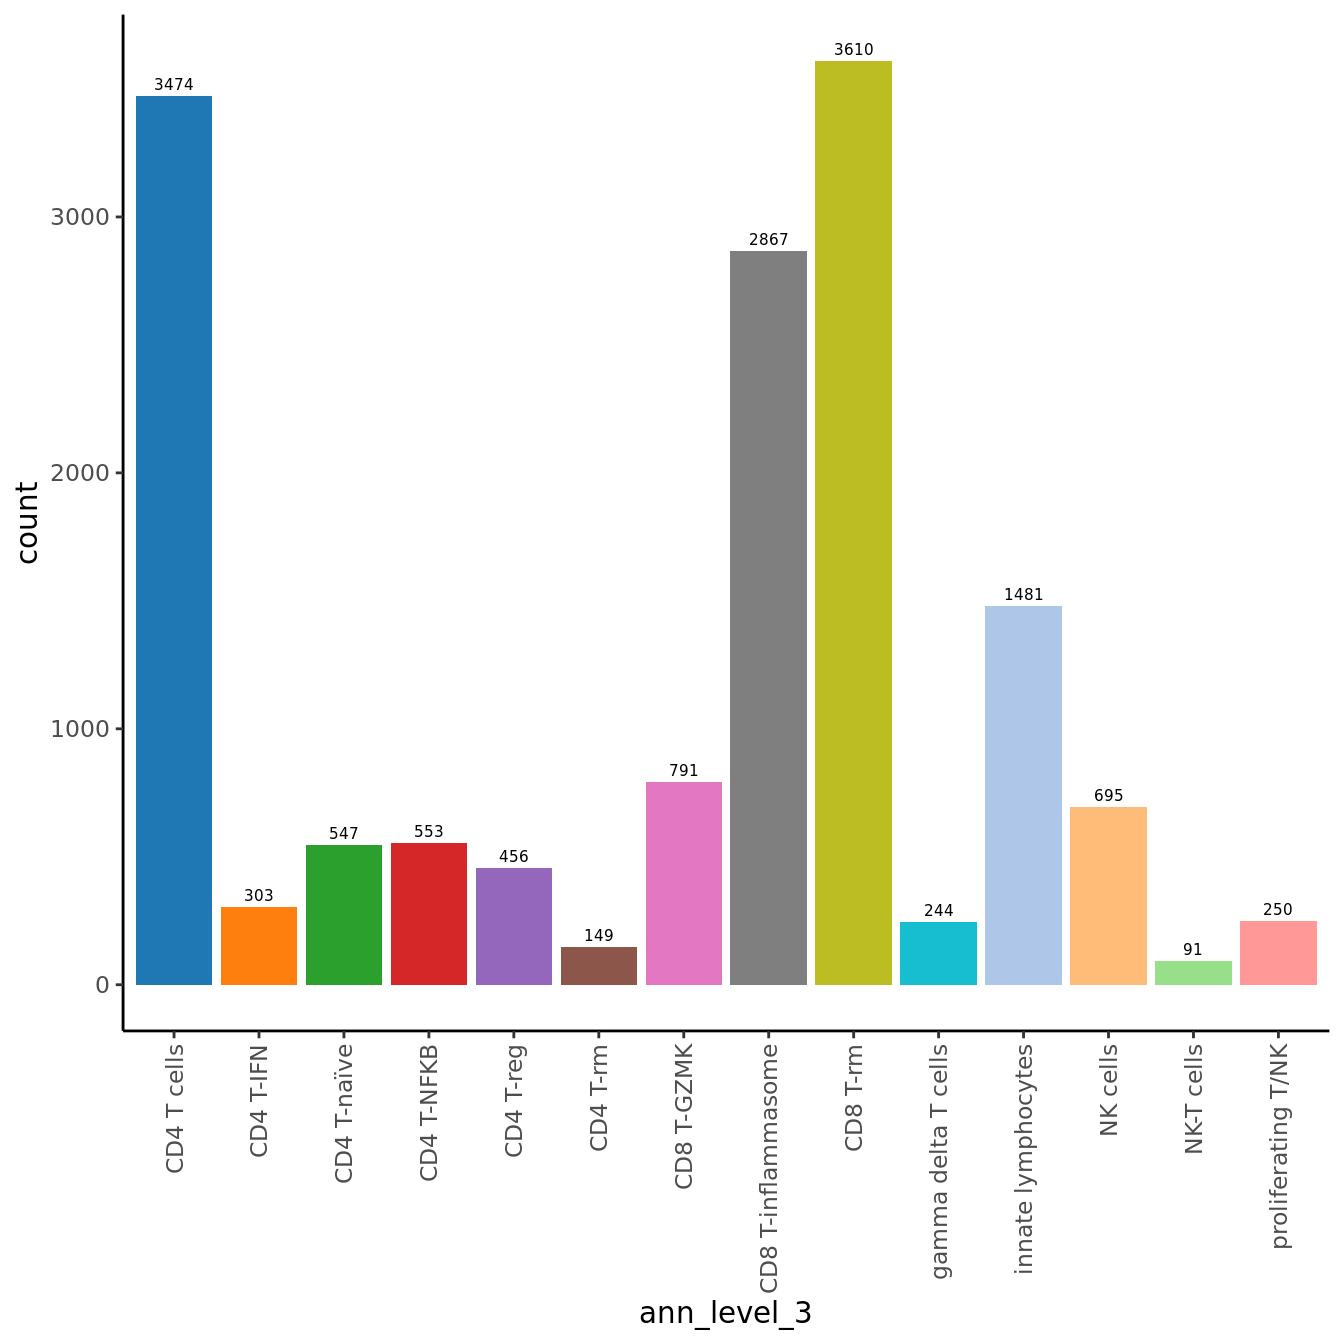 3610
3474
3000
2867
2000
1481
1000
791
695
547
553
456
303
149
244
91
250
0
count
CD4 T cells
CD4 T-IFN
CD4 T-naïve
CD4 T-NFKB
CD4 T-reg
CD4 T-rm
CD8 T-GZMK
CD8 T-inflammasome
CD8 T-rm
gamma delta T cells
innate lymphocytes
NK cells
NK-T cells
proliferating T/NK
ann_level_3